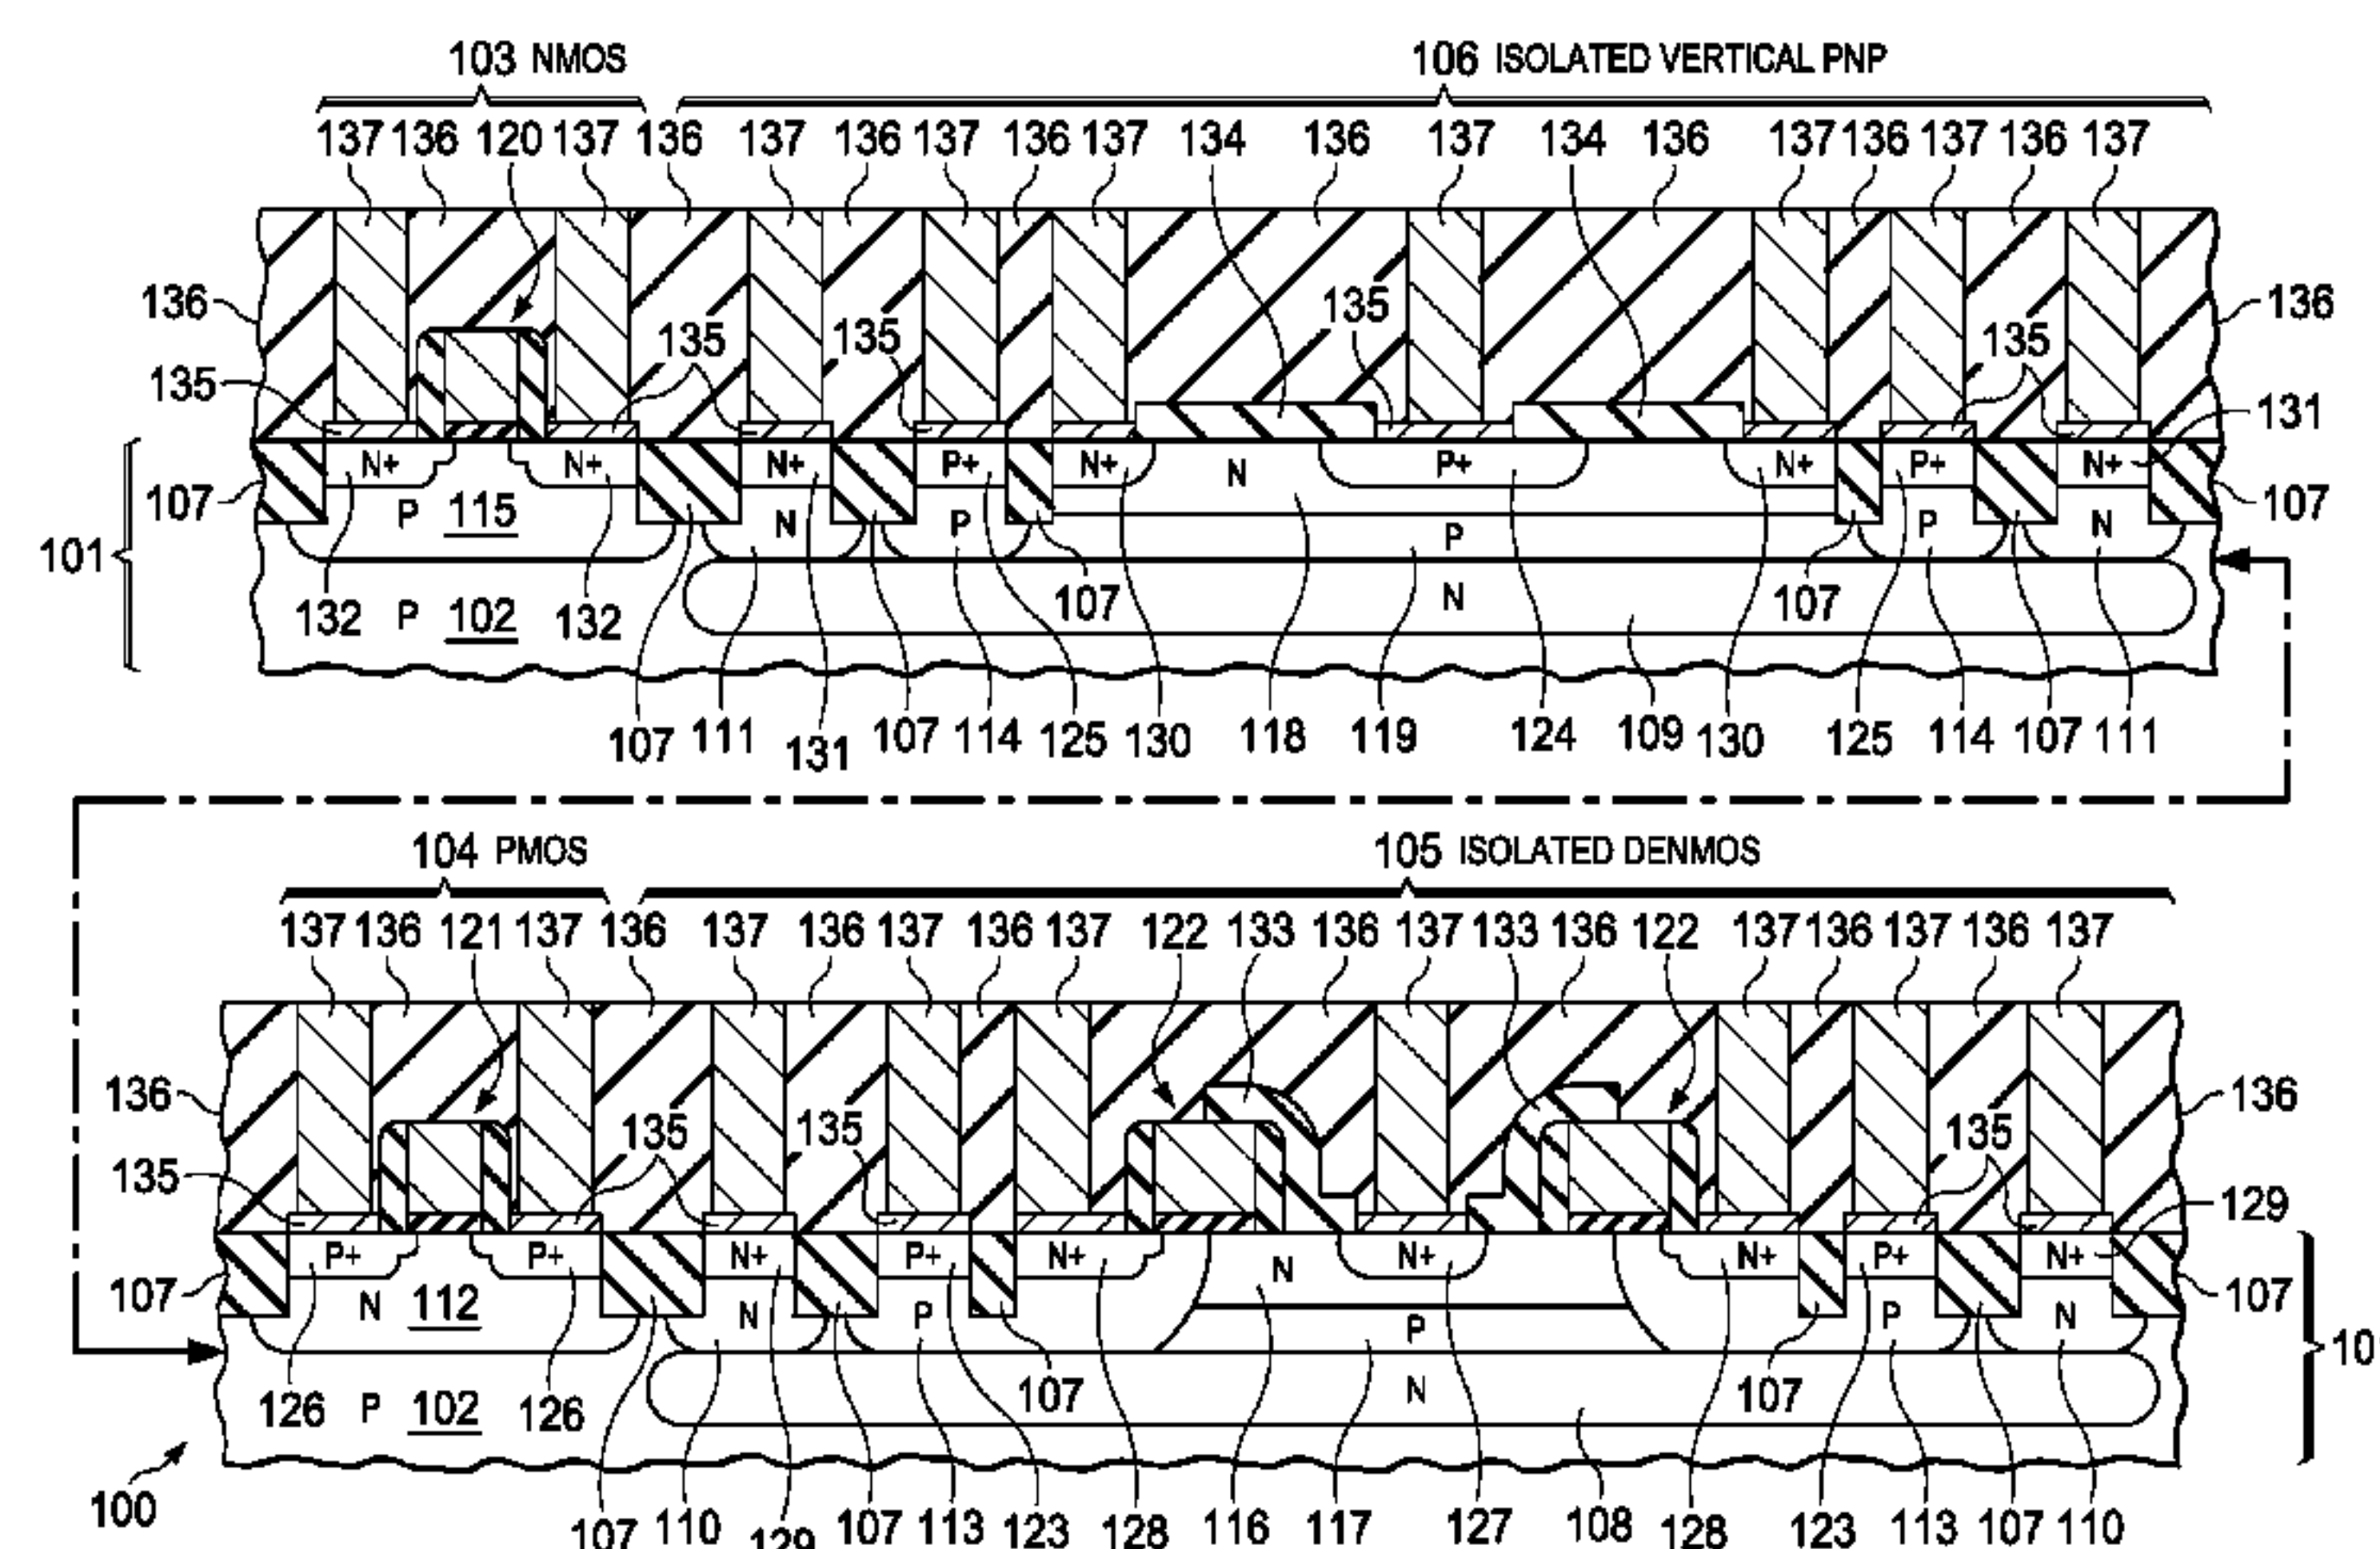 103 NMOS 106 ISOLATED VERTICAL PNP
137 136 120 137 136 137 136 137 136 137 134 136 137 134 136 137 136 137 136 137
136 135 135 135 135 135 136
131
N+ N+ N+ P+ N+ N P+ N+ P+ N+
107 P 115 N P P P N 107
101
132 P 102 132 107 N 107
107 111 131 107 114 125 130 118 119 124 109 130 125 114 107 111
104 PMOS 105 ISOLATED DENMOS
137 136 121 137 136 137 136 137 136 137 122 133 136 137 133 136 122 137 136 137 136 137
136 136
135 135 135 135
129
P+ P+ N+ P+ N+ N N+ N+ P+ N+
107 N 112 N P P P N 107
10
126 P 102 126 107 N 107
100
107 110 129 107 113 123 128 116 117 127 108 128 123 113 107 110